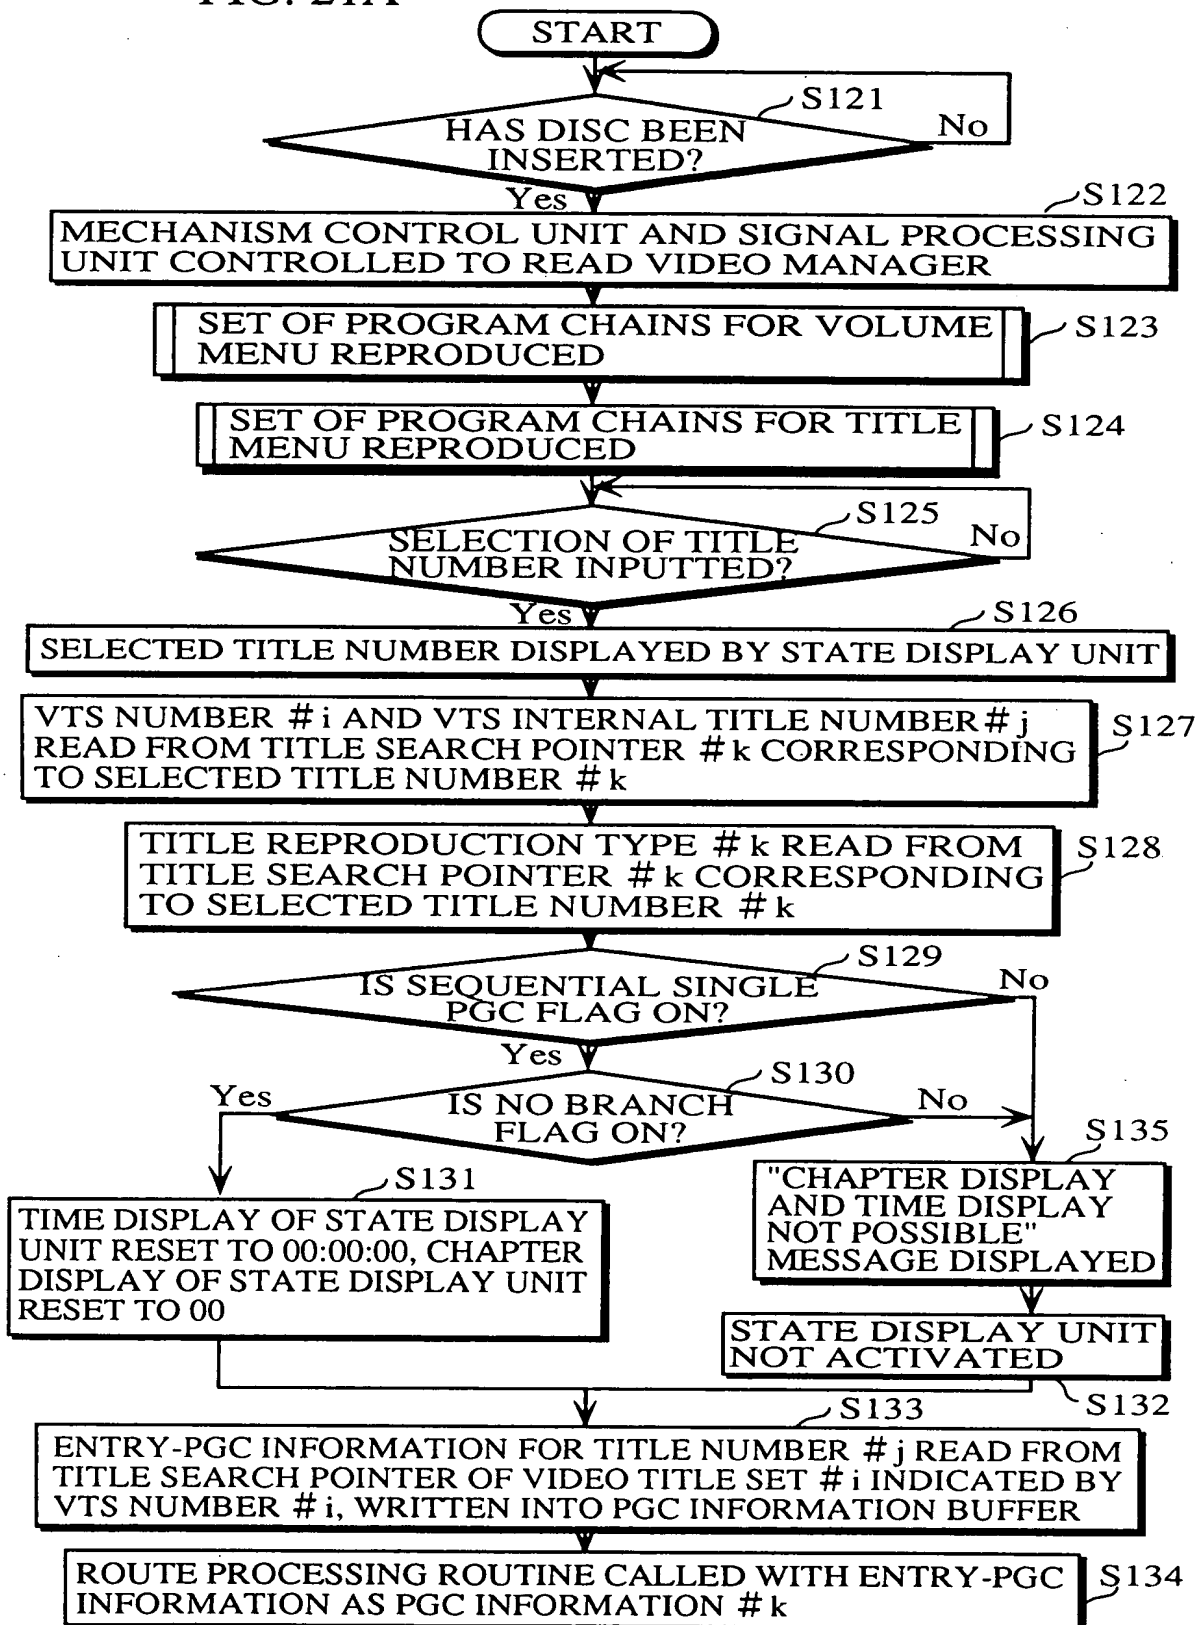 START
S121
HAS DISC BEEN
INSERTED?
No
Yes
S122
MECHANISM CONTROL UNIT AND SIGNAL PROCESSING
UNIT CONTROLLED TO READ VIDEO MANAGER
SET OF PROGRAM CHAINS FOR VOLUME
MENU REPRODUCED
S123
SET OF PROGRAM CHAINS FOR TITLE
MENU REPRODUCED
S124
S125
SELECTION OF TITLE
NUMBER INPUTTED?
No
Yes
S126
SELECTED TITLE NUMBER DISPLAYED BY STATE DISPLAY UNIT
VTS NUMBER #i AND VTS INTERNAL TITLE NUMBER#j
READ FROM TITLE SEARCH POINTER #k CORRESPONDING
TO SELECTED TITLE NUMBER #k
S127
TITLE REPRODUCTION TYPE #k READ FROM
TITLE SEARCH POINTER #k CORRESPONDING
TO SELECTED TITLE NUMBER #k
S128
S129
IS SEQUENTIAL SINGLE
PGC FLAG ON?
No
Yes
S130
IS NO BRANCH
FLAG ON?
Yes
No
S131
TIME DISPLAY OF STATE DISPLAY
UNIT RESET TO 00:00:00, CHAPTER
DISPLAY OF STATE DISPLAY UNIT
RESET TO 00
S135
"CHAPTER DISPLAY
AND TIME DISPLAY
NOT POSSIBLE"
MESSAGE DISPLAYED
STATE DISPLAY UNIT
NOT ACTIVATED
S132
S133
ENTRY-PGC INFORMATION FOR TITLE NUMBER #j READ FROM
TITLE SEARCH POINTER OF VIDEO TITLE SET #i INDICATED BY
VTS NUMBER #i, WRITTEN INTO PGC INFORMATION BUFFER
ROUTE PROCESSING ROUTINE CALLED WITH ENTRY-PGC
INFORMATION AS PGC INFORMATION #k
S134